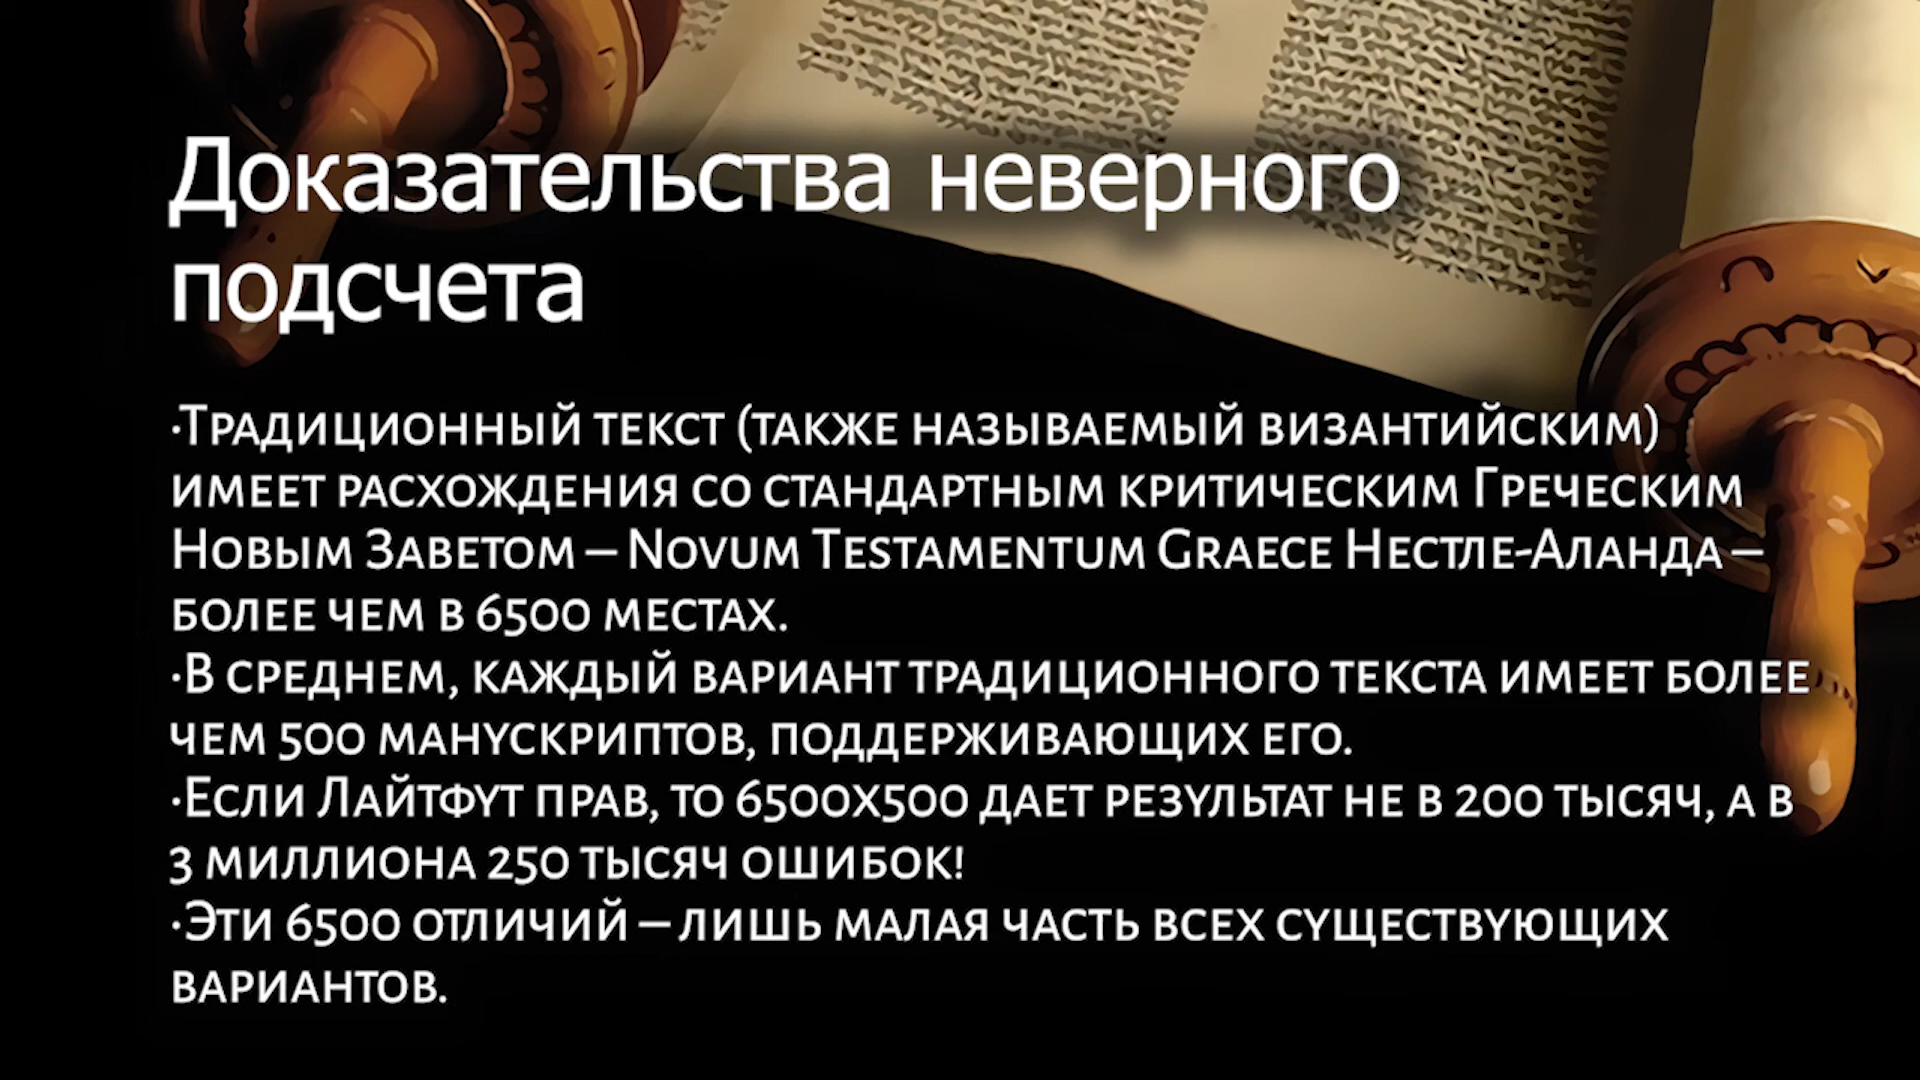 Доказательства неверного
подсчета
·Традиционный текст (также называемый византийским)
имеет расхождения со стандартным критическим Греческим
Новым Заветом – Novum Testamentum Graece Нестле-Аланда –
более чем в 6500 местах.
·В среднем, каждый вариант традиционного текста имеет более
чем 500 манускриптов, поддерживающих его.
·Если Лайтфут прав, то 6500х500 дает результат не в 200 тысяч, а в
3 миллиона 250 тысяч ошибок!
·Эти 6500 отличий – лишь малая часть всех существующих
вариантов.